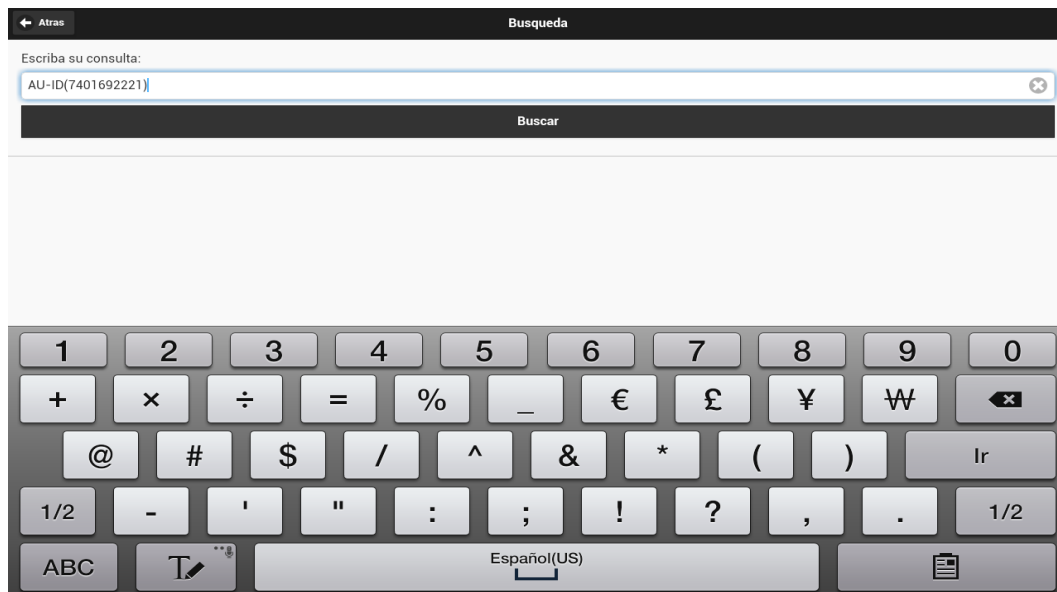 Atras
Busqueda
Escriba su consulta:
AU-ID(7401692221)
Buscar
1 2 3 4 5 6 7 8 9 0
+ × ÷ = % _ € £ ¥ ₩
@ # $ / ^ & * ( ) Ir
1/2 - ' " : ; ! ? , . 1/2
ABC T Español(US)